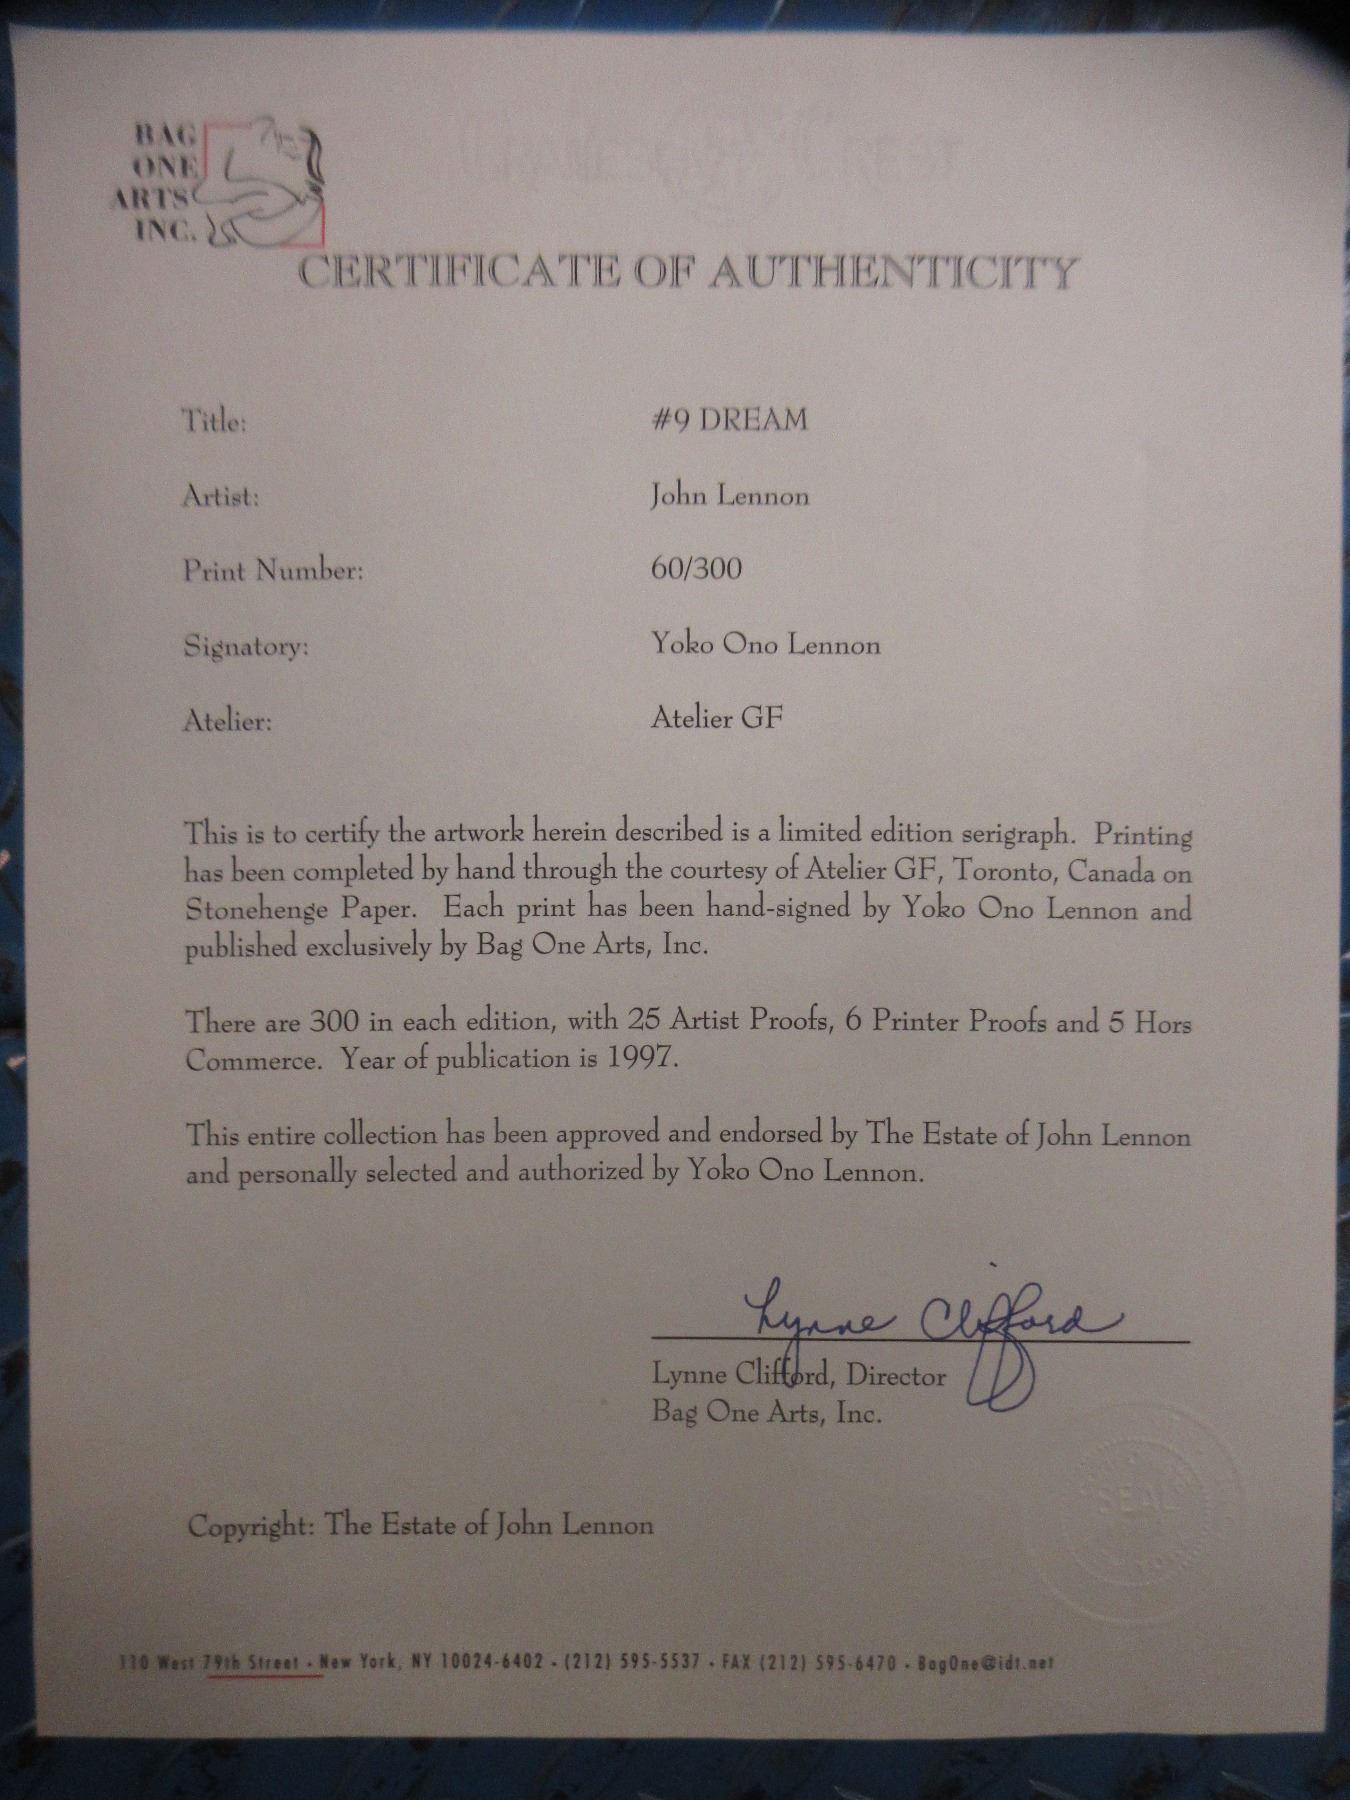 BAG
ONE
ARTS
INC.
CERTIFICATE OF AUTHENTICITY
Title: #9 DREAM
Artist: John Lennon
Print Number: 60/300
Signatory: Yoko Ono Lennon
Atelier: Atelier GF
This is to certify the artwork herein described is a limited edition serigraph. Printing
has been completed by hand through the courtesy of Atelier GF, Toronto, Canada on
Stonehenge Paper. Each print has been hand-signed by Yoko Ono Lennon and
published exclusively by Bag One Arts, Inc.
There are 300 in each edition, with 25 Artist Proofs, 6 Printer Proofs and 5 Hors
Commerce. Year of publication is 1997.
This entire collection has been approved and endorsed by The Estate of John Lennon
and personally selected and authorized by Yoko Ono Lennon.
Lynne Clifford
Lynne Clifford, Director
Bag One Arts, Inc.
SEAL
Copyright: The Estate of John Lennon
110 West 79th Street • New York, NY 10024-6402 • (212) 595-5537 • FAX (212) 595-6470 • BagOne@idt.net